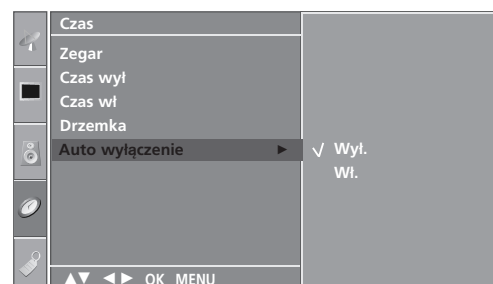 Czas
Zegar
Czas wył
Czas wł
Drzemka
Auto wyłączenie ►
√ Wył.
Wł.
▲▼ ◄► OK MENU